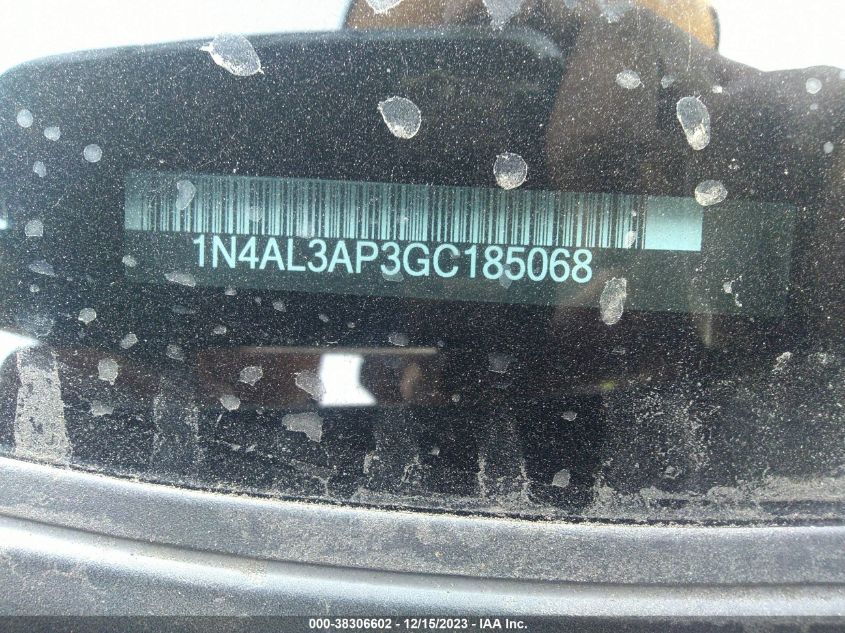 1N4AL3AP3GC185068
000-38306602 - 12/15/2023 - IAA Inc.